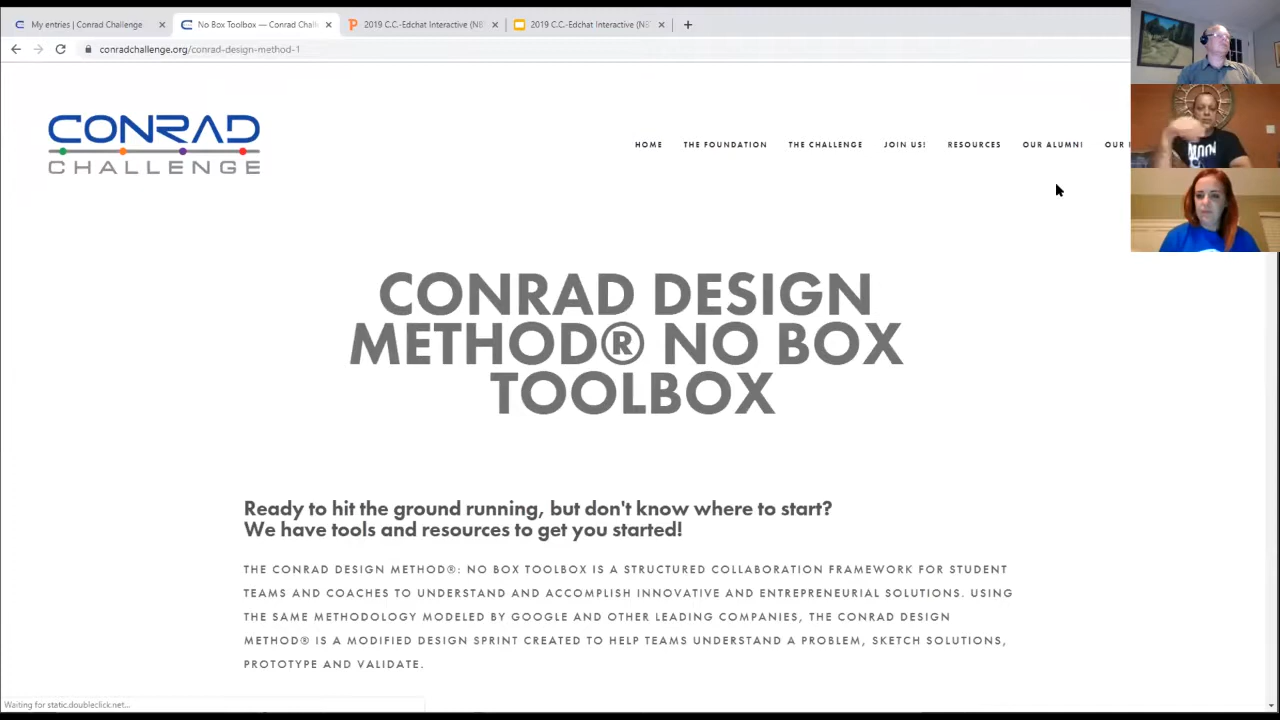 My entries | Conrad Challenge
No Box Toolbox — Conrad Chall
2019 C.C.-Edchat Interactive (NB
2019 C.C.-Edchat Interactive (NB
conradchallenge.org/conrad-design-method-1
CONRAD
CHALLENGE
HOME THE FOUNDATION THE CHALLENGE JOIN US! RESOURCES OUR ALUMNI OUR
CONRAD DESIGN
METHOD® NO BOX
TOOLBOX
Ready to hit the ground running, but don't know where to start?
We have tools and resources to get you started!
THE CONRAD DESIGN METHOD®: NO BOX TOOLBOX IS A STRUCTURED COLLABORATION FRAMEWORK FOR STUDENT
TEAMS AND COACHES TO UNDERSTAND AND ACCOMPLISH INNOVATIVE AND ENTREPRENEURIAL SOLUTIONS. USING
THE SAME METHODOLOGY MODELED BY GOOGLE AND OTHER LEADING COMPANIES, THE CONRAD DESIGN
METHOD® IS A MODIFIED DESIGN SPRINT CREATED TO HELP TEAMS UNDERSTAND A PROBLEM, SKETCH SOLUTIONS,
PROTOTYPE AND VALIDATE.
Waiting for static.doubleclick.net...